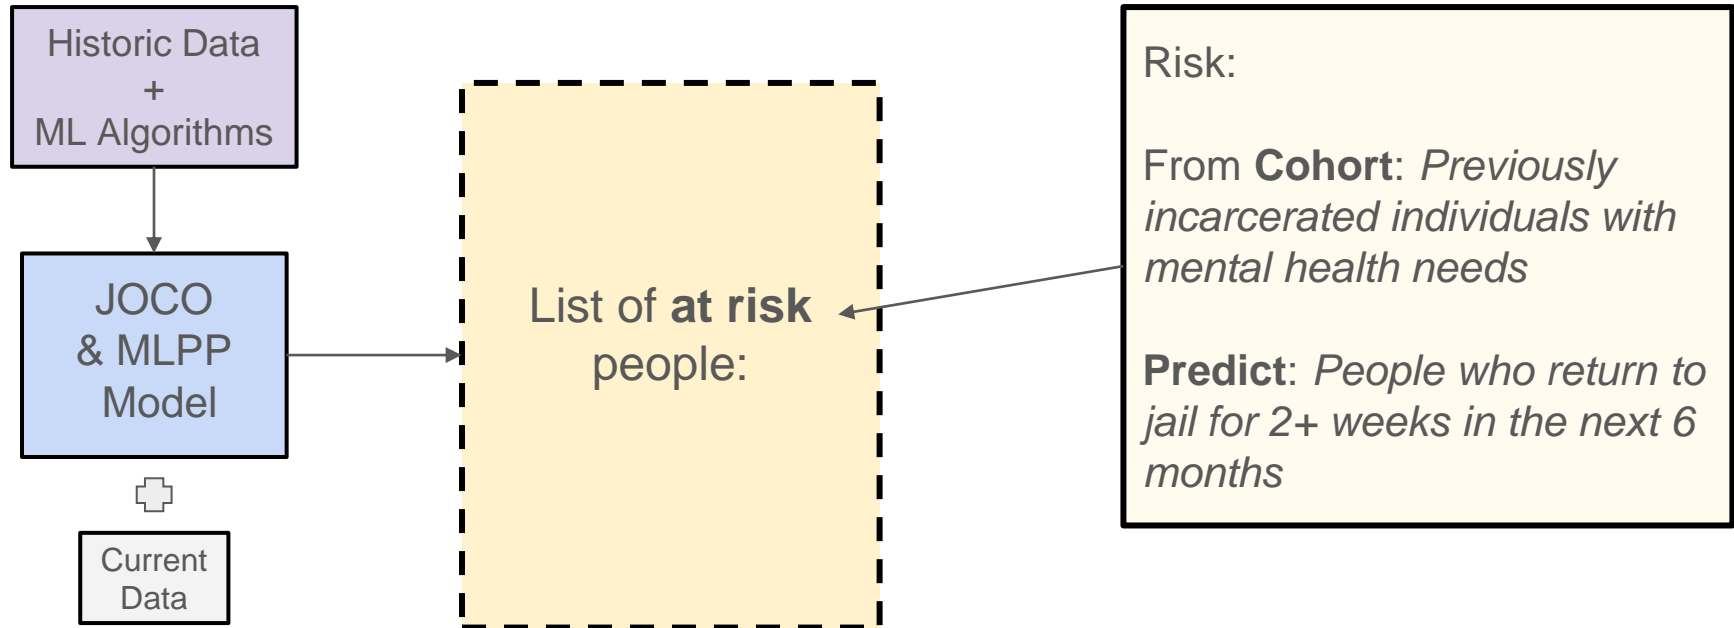 Historic Data
+
ML Algorithms
JOCO
& MLPP
Model
Current
Data
List of at risk
people:
Risk:
From Cohort: Previously
incarcerated individuals with
mental health needs
Predict: People who return to
jail for 2+ weeks in the next 6
months